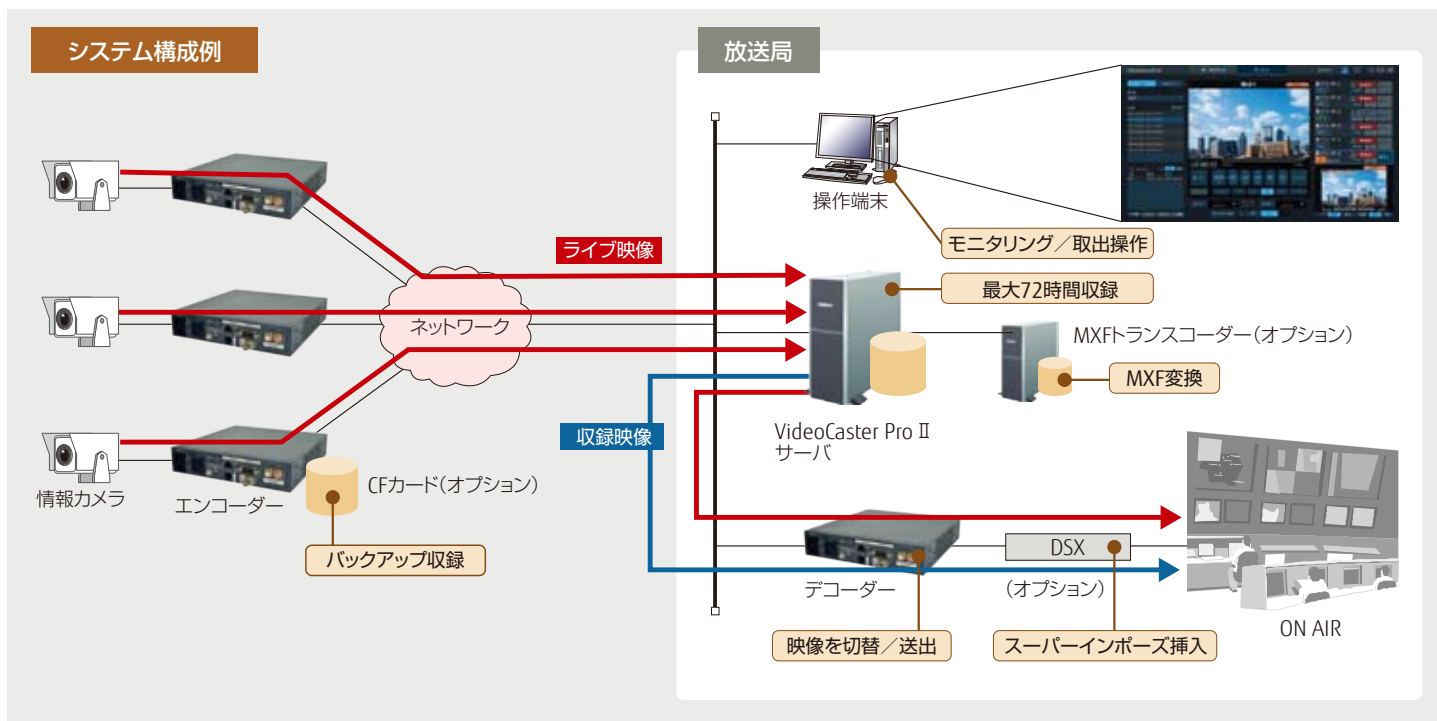 システム構成例
放送局
操作端末
モニタリング／取出操作
ライブ映像
最大72時間収録
ネットワーク
MXFトランスコーダー（オプション）
MXF変換
収録映像
VideoCaster Pro Ⅱ
サーバ
情報カメラ
エンコーダー
CFカード（オプション）
バックアップ収録
デコーダー
DSX
（オプション）
映像を切替／送出
スーパーインポーズ挿入
ON AIR